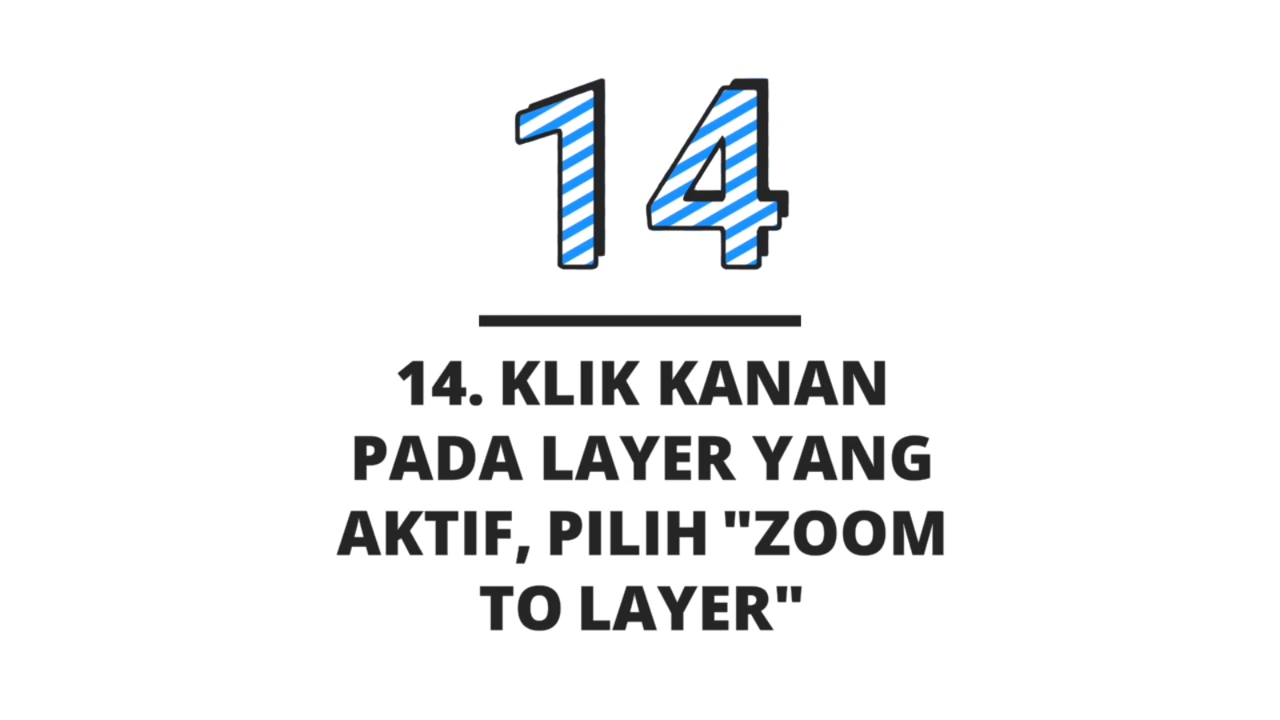 14
14. KLIK KANAN
PADA LAYER YANG
AKTIF, PILIH "ZOOM
TO LAYER"